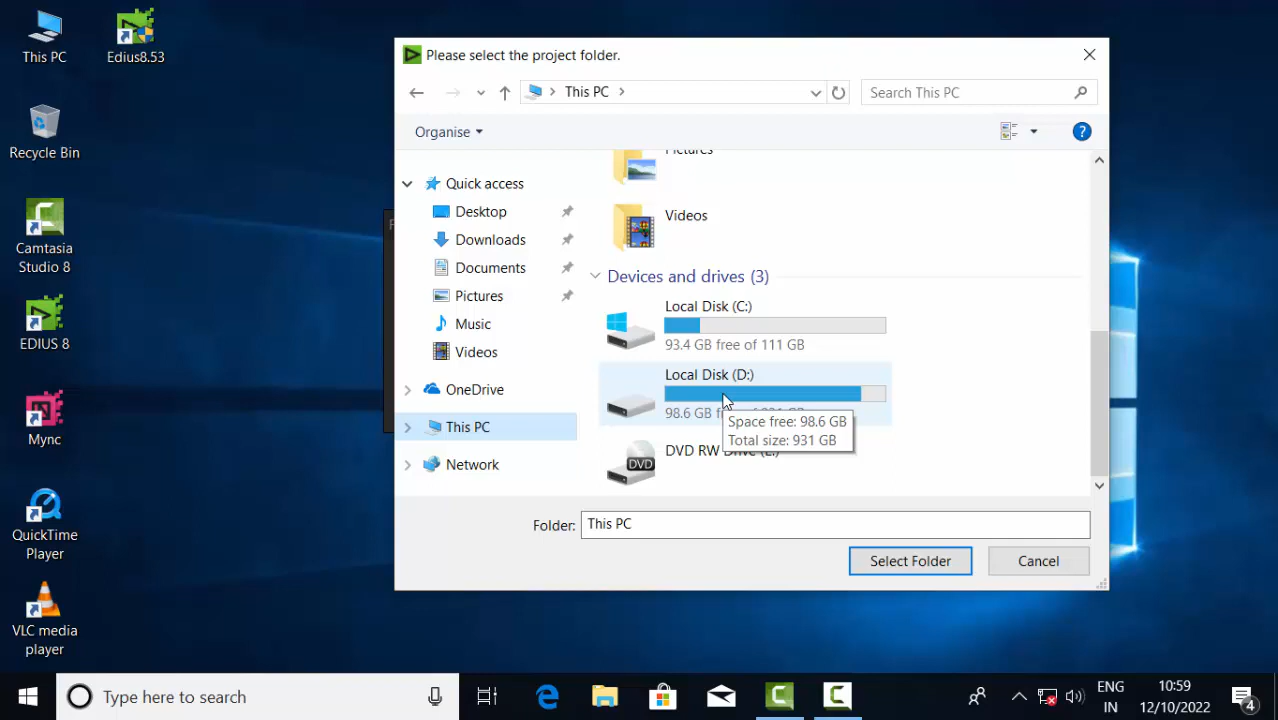 This PC
Edius8.53
Recycle Bin
Camtasia
Studio 8
EDIUS 8
Mync
QuickTime
Player
VLC media
player
Please select the project folder.
This PC
Search This PC
Organise
?
Quick access
Desktop
Downloads
Documents
Pictures
Music
Videos
OneDrive
This PC
Network
Pictures
Videos
Devices and drives (3)
Local Disk (C:)
93.4 GB free of 111 GB
Local Disk (D:)
98.6 GB
Space free: 98.6 GB
Total size: 931 GB
DVD RW Drive (E:)
DVD
Folder:
This PC
Select Folder
Cancel
Type here to search
ENG
IN
10:59
12/10/2022
4